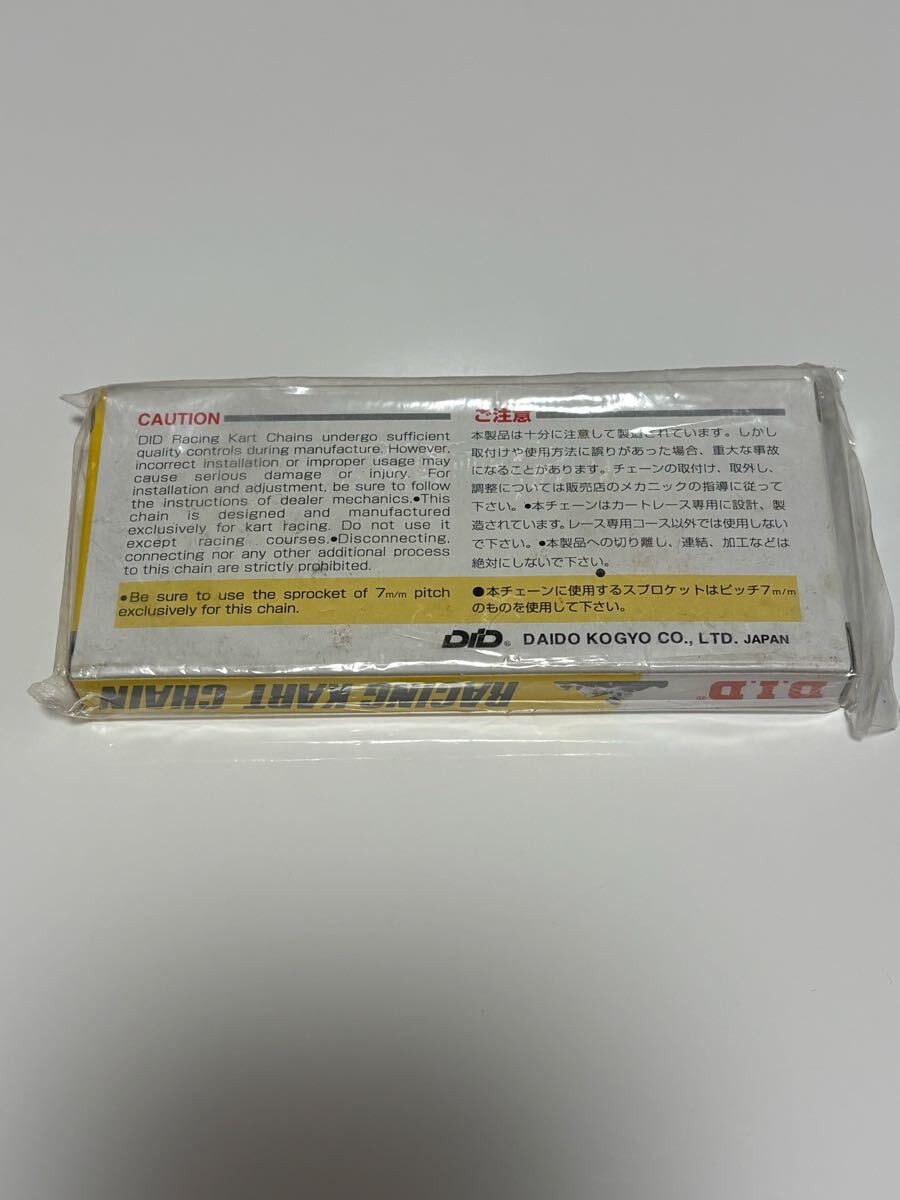 CAUTION
DID Racing Kart Chains undergo sufficient
quality controls during manufacture. However,
incorrect installation or improper usage may
cause serious damage or injury. For
installation and adjustment, be sure to follow
the instructions of dealer mechanics.●This
chain is designed and manufactured
exclusively for kart racing. Do not use it
except racing courses.●Disconnecting,
connecting nor any other additional process
to this chain are strictly prohibited.
●Be sure to use the sprocket of 7m/m pitch
exclusively for this chain.
ご注意
本製品は十分に注意して製造されています。しかし
取付けや使用方法に誤りがあった場合、重大な事故
になることがあります。チェーンの取付け、取外し、
調整については販売店のメカニックの指導に従って
下さい。●本チェーンはカートレース専用に設計、製
造されています。レース専用コース以外では使用しない
で下さい。●本製品への切り離し、連結、加工などは
絶対にしないで下さい。
●本チェーンに使用するスプロケットはピッチ7m/m
のものを使用して下さい。
DID® DAIDO KOGYO CO., LTD. JAPAN
D.I.D® RACING KART CHAIN